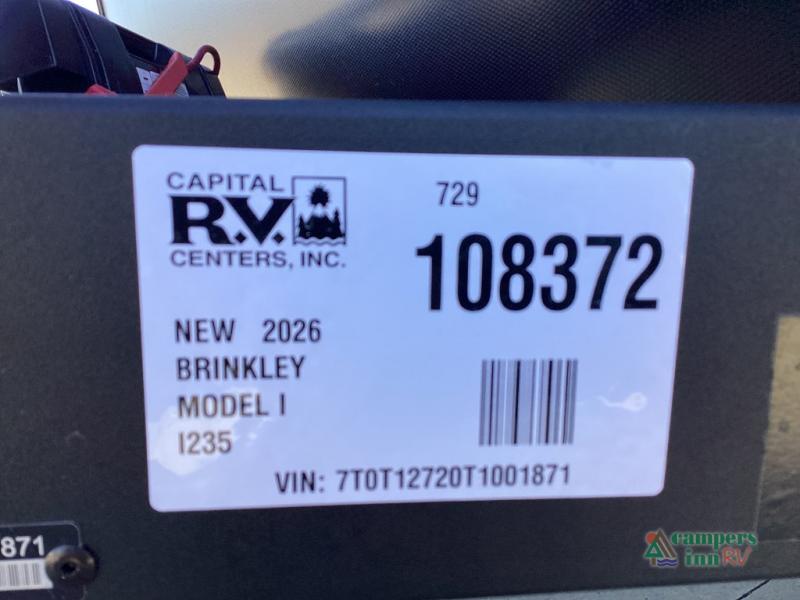 CAPITAL
R.V.
CENTERS, INC.
729
108372
NEW 2026
BRINKLEY
MODEL I
I235
VIN: 7T0T12720T1001871
871
campers
inn RV